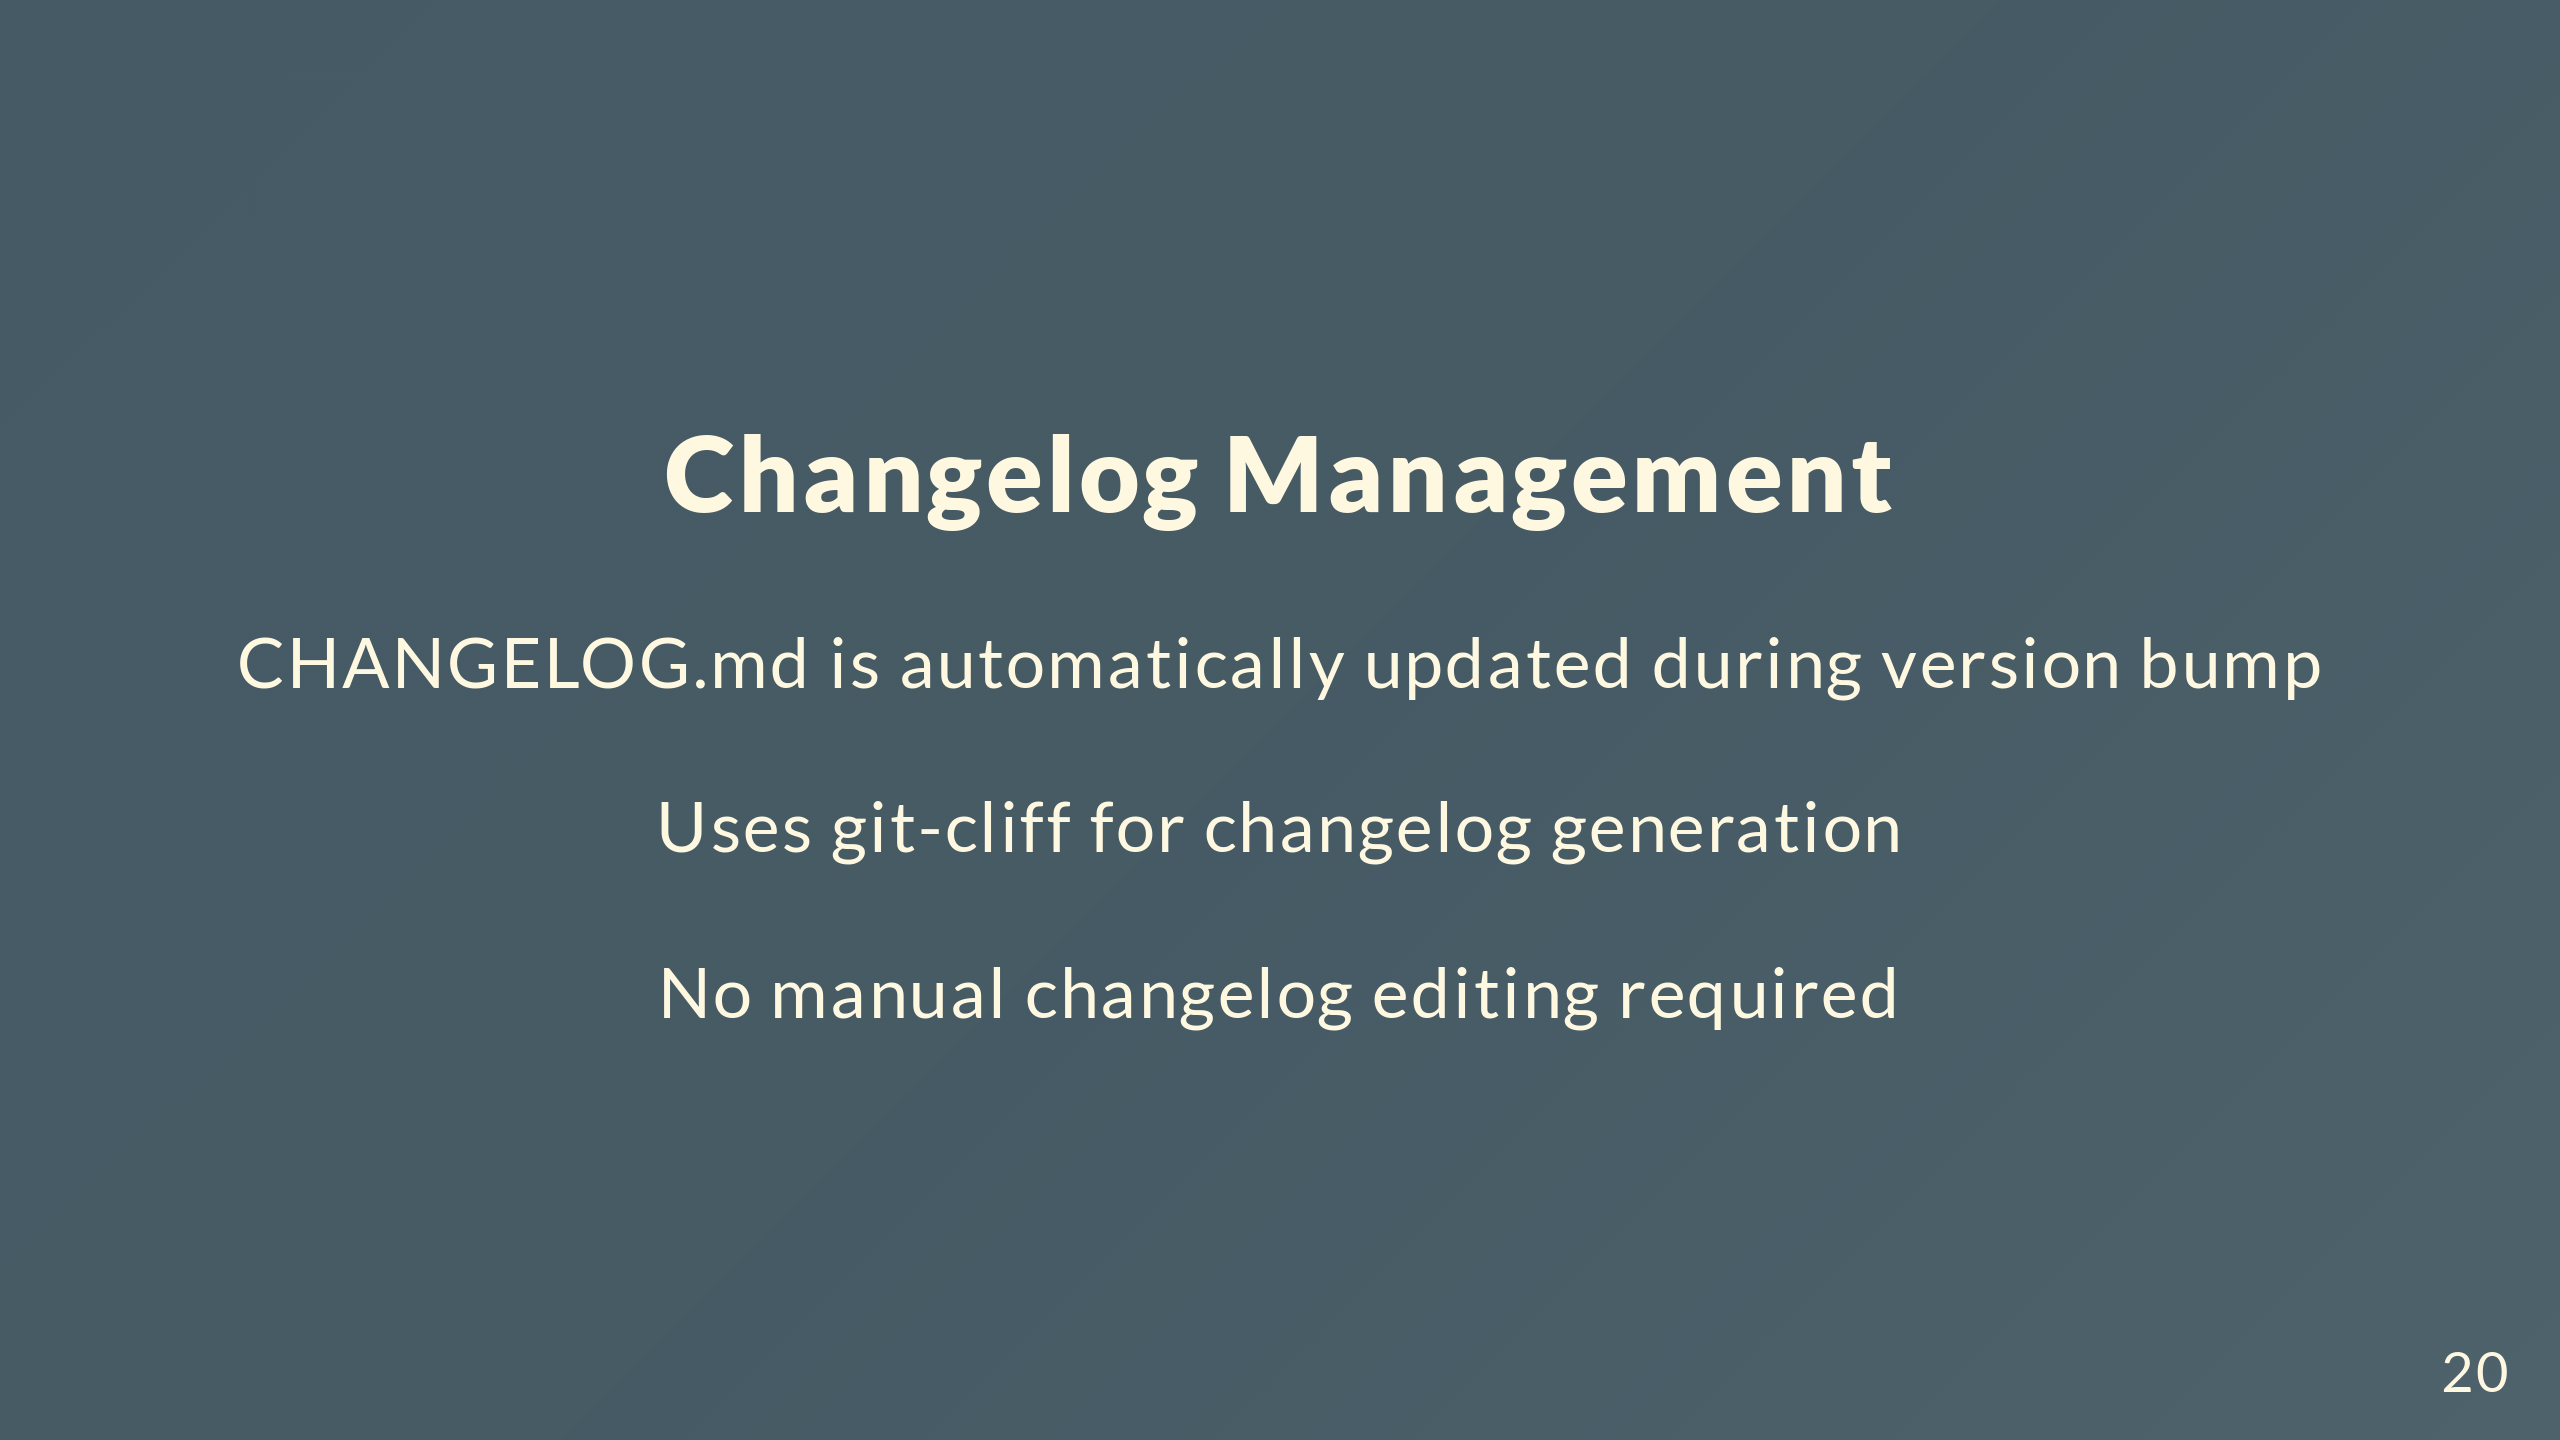 Changelog Management
CHANGELOG.md is automatically updated during version bump
Uses git-cliff for changelog generation
No manual changelog editing required
20